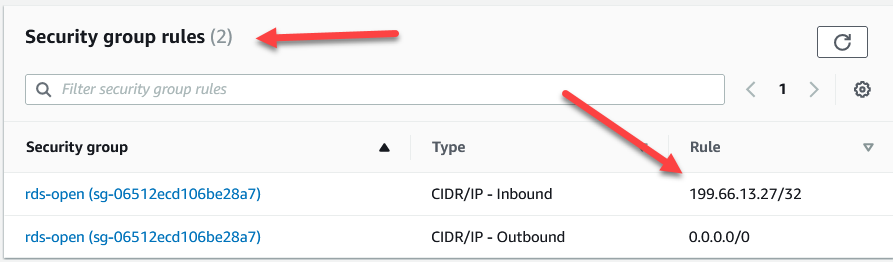 Security group rules (2)
Filter security group rules
1
Security group Type Rule
rds-open (sg-06512ecd106be28a7) CIDR/IP - Inbound 199.66.13.27/32
rds-open (sg-06512ecd106be28a7) CIDR/IP - Outbound 0.0.0.0/0